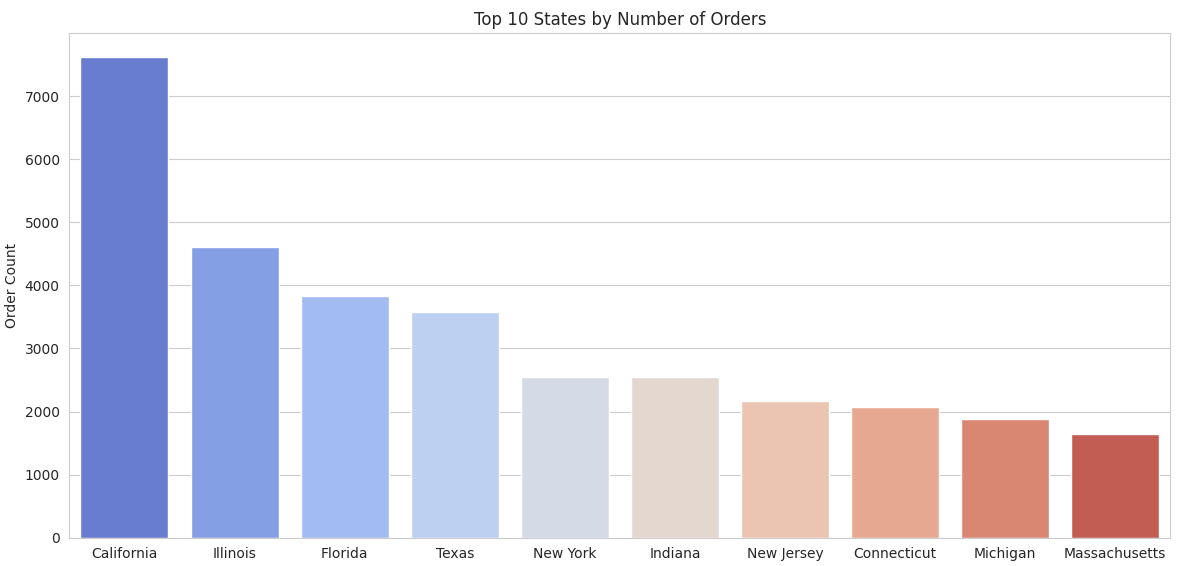 Top 10 States by Number of Orders
Order Count
7000
6000
5000
4000
3000
2000
1000
0
California Illinois Florida Texas New York Indiana New Jersey Connecticut Michigan Massachusetts